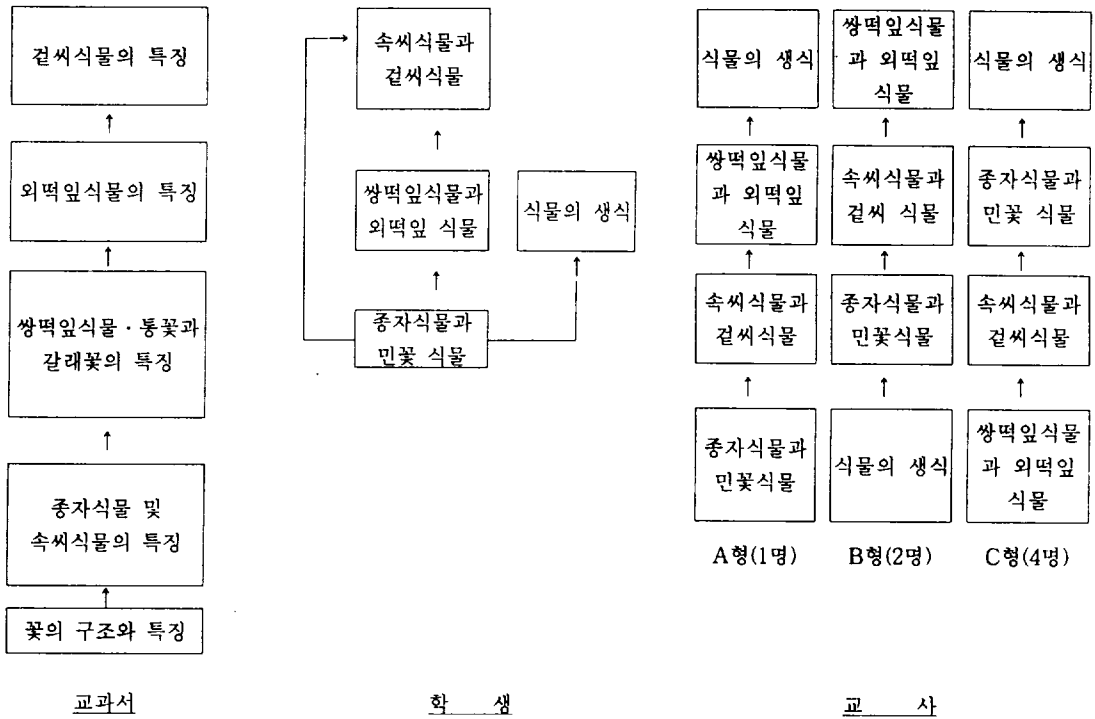 겉씨식물의 특징
외떡잎식물의 특징
쌍떡잎식물·통꽃과
갈래꽃의 특징
종자식물 및
속씨식물의 특징
꽃의 구조와 특징
교과서
속씨식물과
겉씨식물
쌍떡잎식물과
외떡잎 식물
식물의 생식
종자식물과
민꽃 식물
학 생
식물의 생식
쌍떡잎식물
과 외떡잎
식물
속씨식물과
겉씨식물
종자식물과
민꽃식물
A형(1명)
쌍떡잎식물
과 외떡잎
식물
속씨식물과
겉씨 식물
종자식물과
민꽃식물
식물의 생식
B형(2명)
식물의 생식
종자식물과
민꽃 식물
속씨식물과
겉씨식물
쌍떡잎식물
과 외떡잎
식물
C형(4명)
교 사